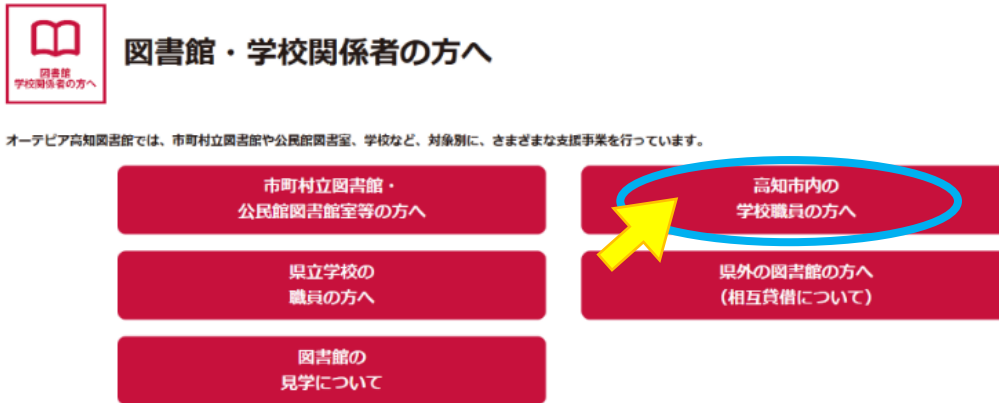 図書館
学校関係者の方へ
図書館・学校関係者の方へ
オーテピア高知図書館では、市町村立図書館や公民館図書室、学校など、対象別に、さまざまな支援事業を行っています。
市町村立図書館・
公民館図書館室等の方へ
高知市内の
学校職員の方へ
県立学校の
職員の方へ
県外の図書館の方へ
(相互貸借について)
図書館の
見学について